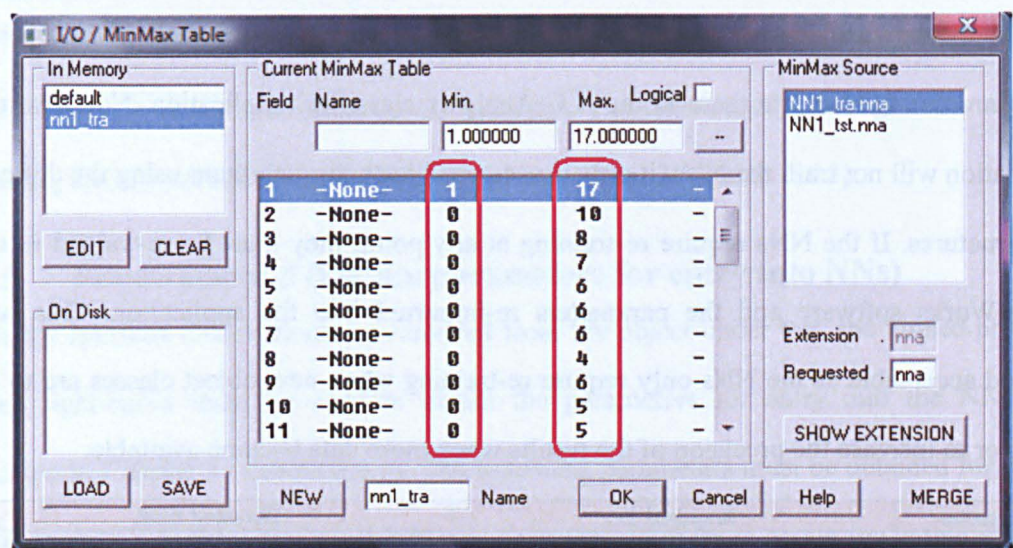 I/O / MinMax Table
In Memory
default
nn1_tra
EDIT
CLEAR
On Disk
LOAD
SAVE
Current MinMax Table
Field
Name
Min.
Max.
Logical
1.000000
17.000000
--
1 -None- 1 17 -
2 -None- 0 10 -
3 -None- 0 8 -
4 -None- 0 7 -
5 -None- 0 6 -
6 -None- 0 6 -
7 -None- 0 6 -
8 -None- 0 4 -
9 -None- 0 6 -
10 -None- 0 5 -
11 -None- 0 5 -
NEW
nn1_tra
Name
OK
Cancel
Help
MERGE
MinMax Source
NN1_tra.nna
NN1_tst.nna
Extension . nna
Requested . nna
SHOW EXTENSION